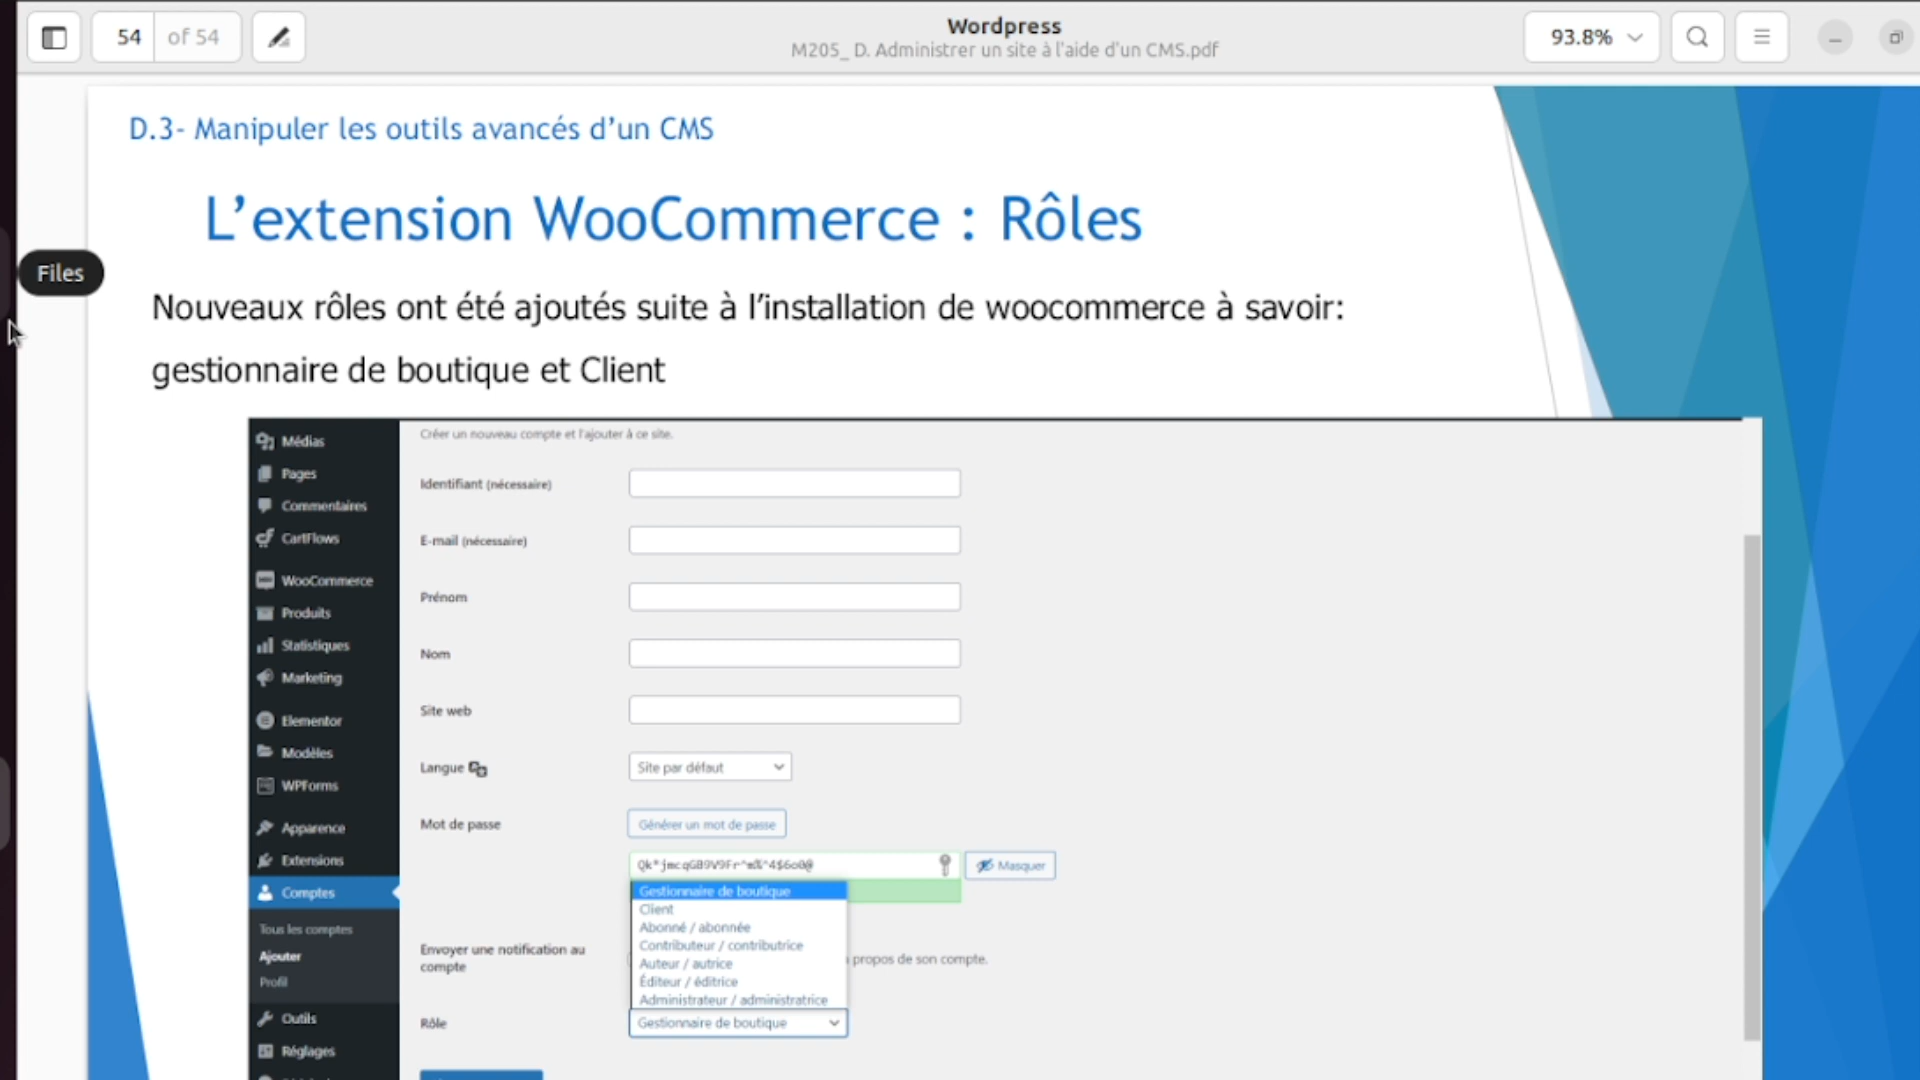 54 of 54
Wordpress
M205_ D. Administrer un site à l'aide d'un CMS.pdf
93.8%
D.3- Manipuler les outils avancés d’un CMS
L’extension WooCommerce : Rôles
Files
Nouveaux rôles ont été ajoutés suite à l’installation de woocommerce à savoir:
gestionnaire de boutique et Client
Médias
Pages
Commentaires
CartFlows
WooCommerce
Produits
Statistiques
Marketing
Elementor
Modèles
WPForms
Apparence
Extensions
Comptes
Tous les comptes
Ajouter
Profil
Outils
Réglages
Créer un nouveau compte et l'ajouter à ce site.
Identifiant (nécessaire)
E-mail (nécessaire)
Prénom
Nom
Site web
Langue
Site par défaut
Mot de passe
Générer un mot de passe
Masquer
Gestionnaire de boutique
Client
Abonné / abonnée
Contributeur / contributrice
Auteur / autrice
Éditeur / éditrice
Administrateur / administratrice
Envoyer une notification au
compte
propos de son compte.
Rôle
Gestionnaire de boutique